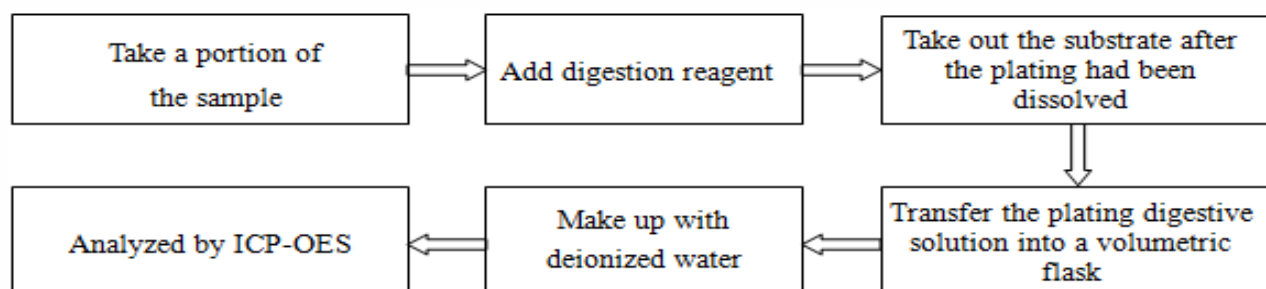 Take a portion of
the sample
Add digestion reagent
Take out the substrate after
the plating had been
dissolved
Transfer the plating digestive
solution into a volumetric
flask
Make up with
deionized water
Analyzed by ICP-OES